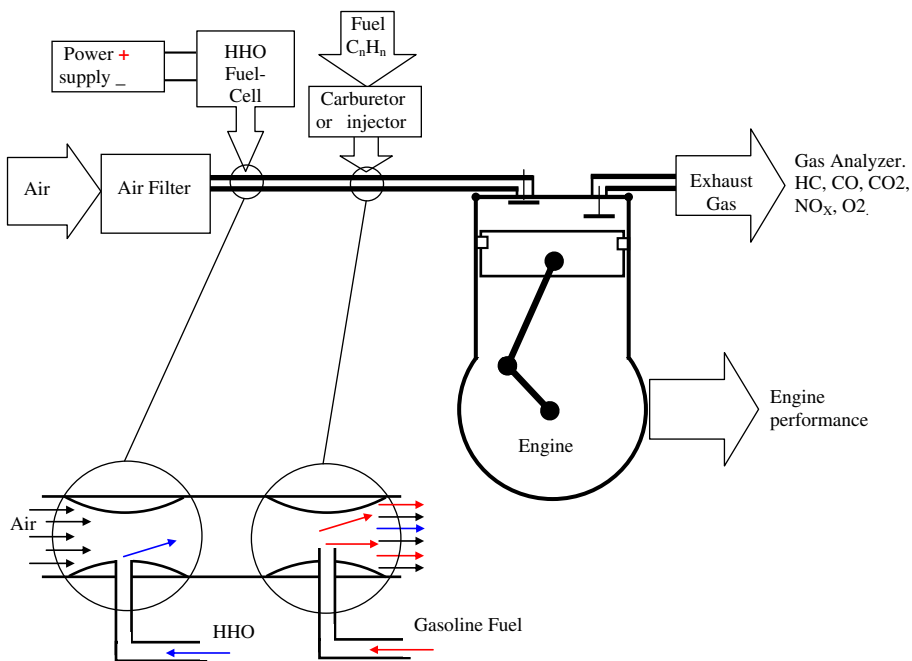 Power +
supply _
HHO
Fuel-
Cell
Fuel
CₙHₙ
Carburetor
or injector
Air
Air Filter
Exhaust
Gas
Gas Analyzer.
HC, CO, CO2,
NOX, O2.
Engine
Engine
performance
Air
HHO
Gasoline Fuel